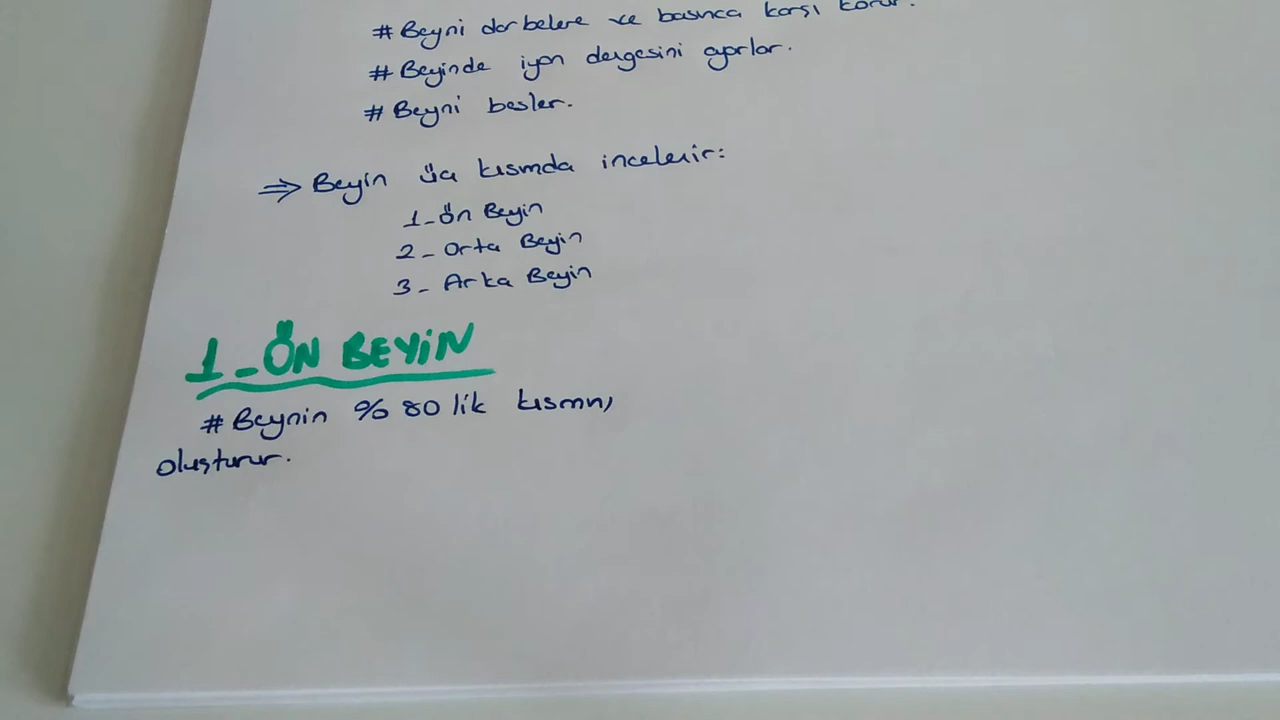 # Beyni darbelere ve basınca karşı korur.
# Beyinde iyon dengesini ayarlar.
# Beyni besler.
⇒ Beyin üç kısımda incelenir:
1- Ön Beyin
2- Orta Beyin
3- Arka Beyin
1- ÖN BEYİN
# Beynin % 80 lik kısmını
oluşturur.